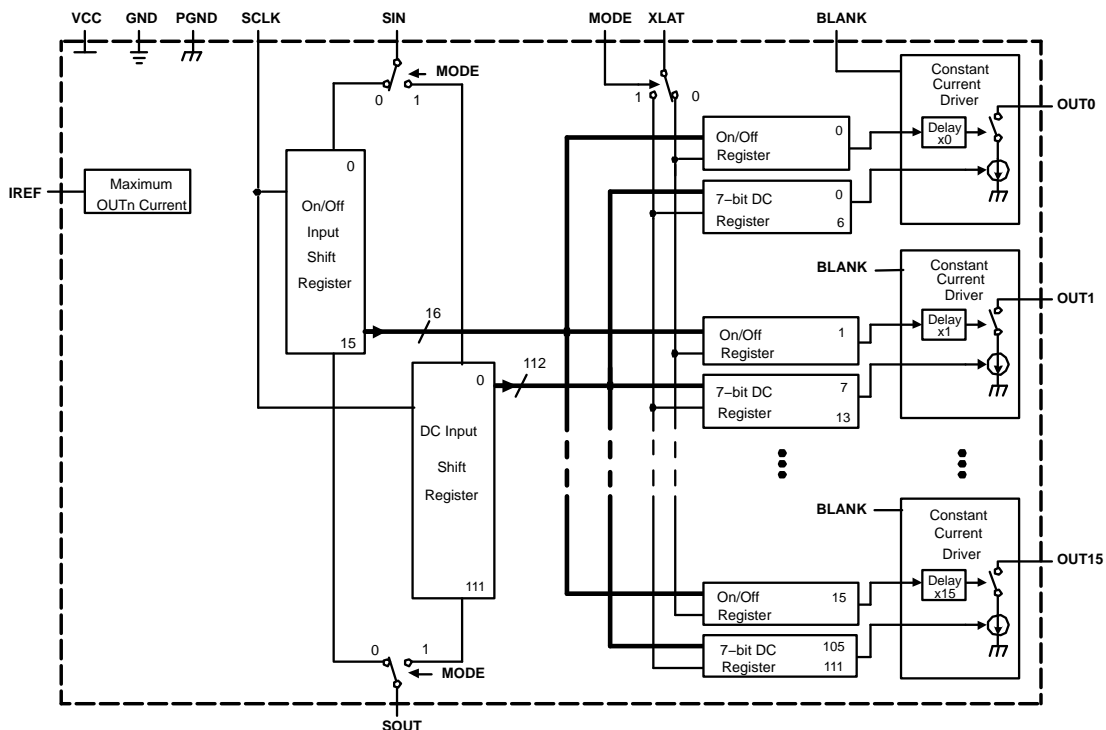 VCC GND PGND SCLK SIN MODE XLAT BLANK
MODE
0 1
1 0
Constant
Current
Driver
OUT0
Delay
x0
On/Off
Register
0
7–bit DC
Register
0
6
IREF
Maximum
OUTn Current
0
On/Off
Input
Shift
Register
15
16
BLANK
Constant
Current
Driver
OUT1
Delay
x1
On/Off
Register
1
7–bit DC
Register
7
13
112
0
DC Input
Shift
Register
111
BLANK
Constant
Current
Driver
OUT15
Delay
x15
On/Off
Register
15
7–bit DC
Register
105
111
0 1
MODE
SOUT